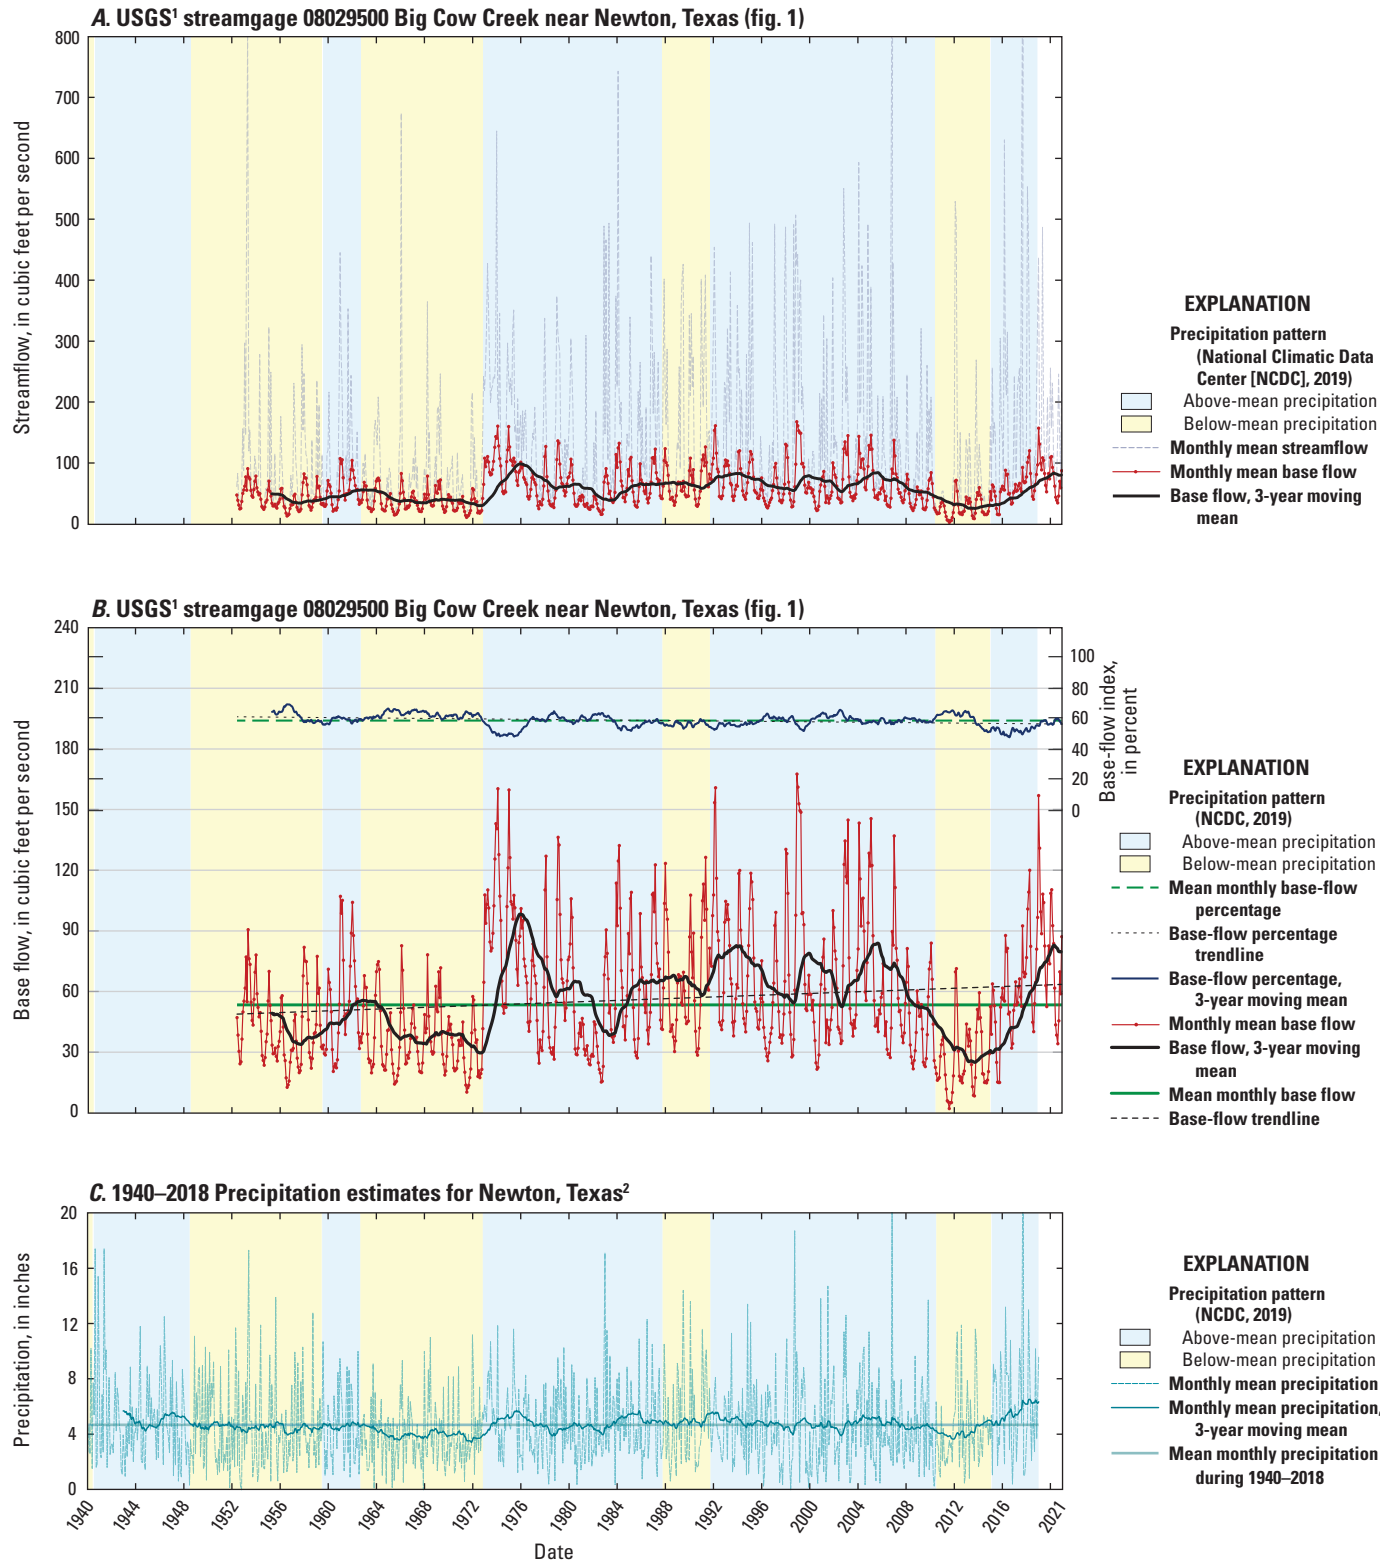 A. USGS¹ streamgage 08029500 Big Cow Creek near Newton, Texas (fig. 1)
800
700
600
500
400
300
200
100
0
Streamflow, in cubic feet per second
EXPLANATION
Precipitation pattern
(National Climatic Data
Center [NCDC], 2019)
Above-mean precipitation
Below-mean precipitation
Monthly mean streamflow
Monthly mean base flow
Base flow, 3-year moving
mean
B. USGS¹ streamgage 08029500 Big Cow Creek near Newton, Texas (fig. 1)
240
210
180
150
120
90
60
30
0
Base flow, in cubic feet per second
100
80
60
40
20
0
Base-flow index,
in percent
EXPLANATION
Precipitation pattern
(NCDC, 2019)
Above-mean precipitation
Below-mean precipitation
Mean monthly base-flow
percentage
Base-flow percentage
trendline
Base-flow percentage,
3-year moving mean
Monthly mean base flow
Base flow, 3-year moving
mean
Mean monthly base flow
Base-flow trendline
C. 1940–2018 Precipitation estimates for Newton, Texas²
20
16
12
8
4
0
Precipitation, in inches
1940
1944
1948
1952
1956
1960
1964
1968
1972
1976
1980
1984
1988
1992
1996
2000
2004
2008
2012
2016
2021
Date
EXPLANATION
Precipitation pattern
(NCDC, 2019)
Above-mean precipitation
Below-mean precipitation
Monthly mean precipitation
Monthly mean precipitation,
3-year moving mean
Mean monthly precipitation
during 1940–2018